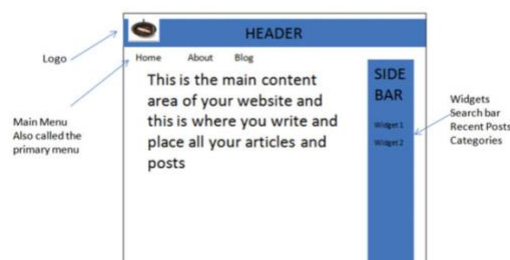 HEADER
Logo
Home About Blog
This is the main content
area of your website and
this is where you write and
place all your articles and
posts
SIDE
BAR
Widget 1
Widget 2
Main Menu
Also called the
primary menu
Widgets
Search bar
Recent Posts
Categories